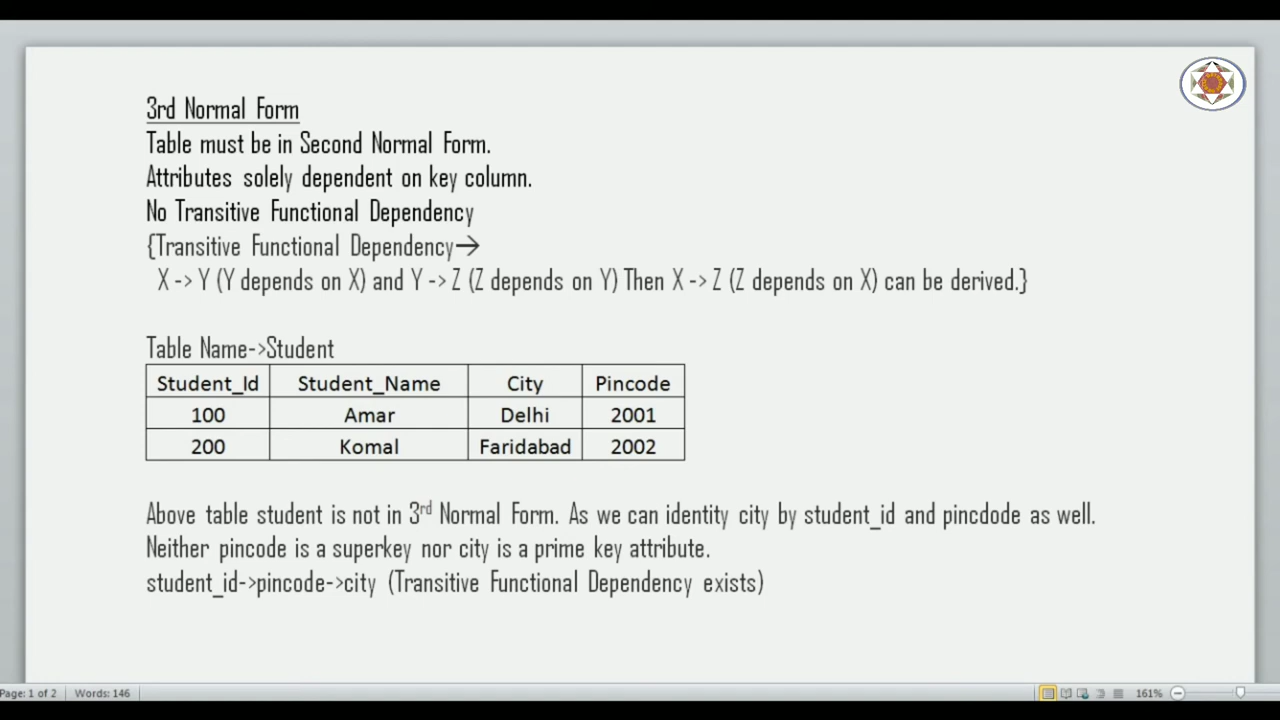 3rd Normal Form
Table must be in Second Normal Form.
Attributes solely dependent on key column.
No Transitive Functional Dependency
{Transitive Functional Dependency→
X -> Y (Y depends on X) and Y -> Z (Z depends on Y) Then X -> Z (Z depends on X) can be derived.}
Table Name->Student
Student_Id Student_Name City Pincode
100 Amar Delhi 2001
200 Komal Faridabad 2002
Above table student is not in 3rd Normal Form. As we can identity city by student_id and pincdode as well.
Neither pincode is a superkey nor city is a prime key attribute.
student_id->pincode->city (Transitive Functional Dependency exists)
Page: 1 of 2 Words: 146 161%